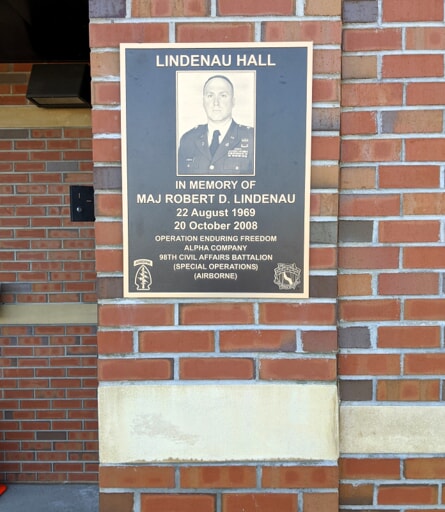 LINDENAU HALL
IN MEMORY OF
MAJ ROBERT D. LINDENAU
22 August 1969
20 October 2008
OPERATION ENDURING FREEDOM
ALPHA COMPANY
98TH CIVIL AFFAIRS BATTALION
(SPECIAL OPERATIONS)
(AIRBORNE)